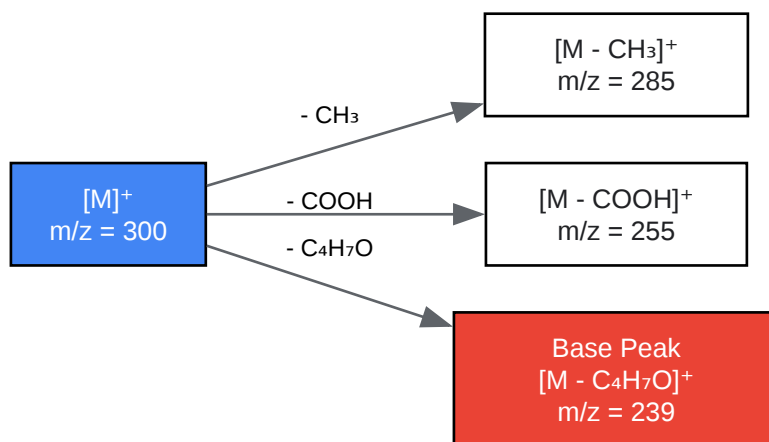 [M - CH₃]⁺
m/z = 285
- CH₃
[M]⁺
m/z = 300
- COOH
[M - COOH]⁺
m/z = 255
- C₄H₇O
Base Peak
[M - C₄H₇O]⁺
m/z = 239